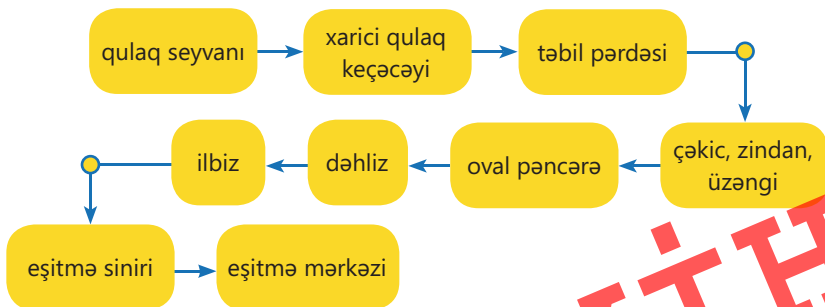 qulaq seyvanı
xarici qulaq
keçəcəyi
təbil pərdəsi
çəkic, zindan,
üzəngi
oval pəncərə
dəhliz
ilbiz
eşitmə siniri
eşitmə mərkəzi